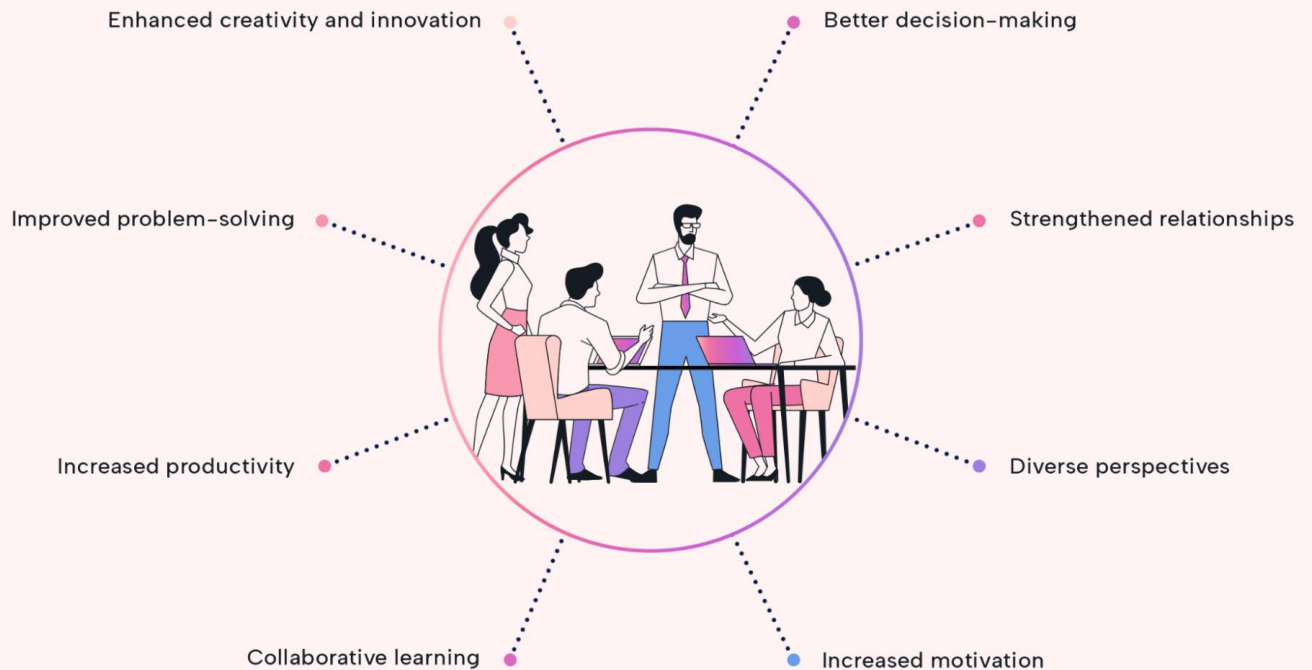 Enhanced creativity and innovation
Better decision-making
Improved problem-solving
Strengthened relationships
Increased productivity
Diverse perspectives
Collaborative learning
Increased motivation